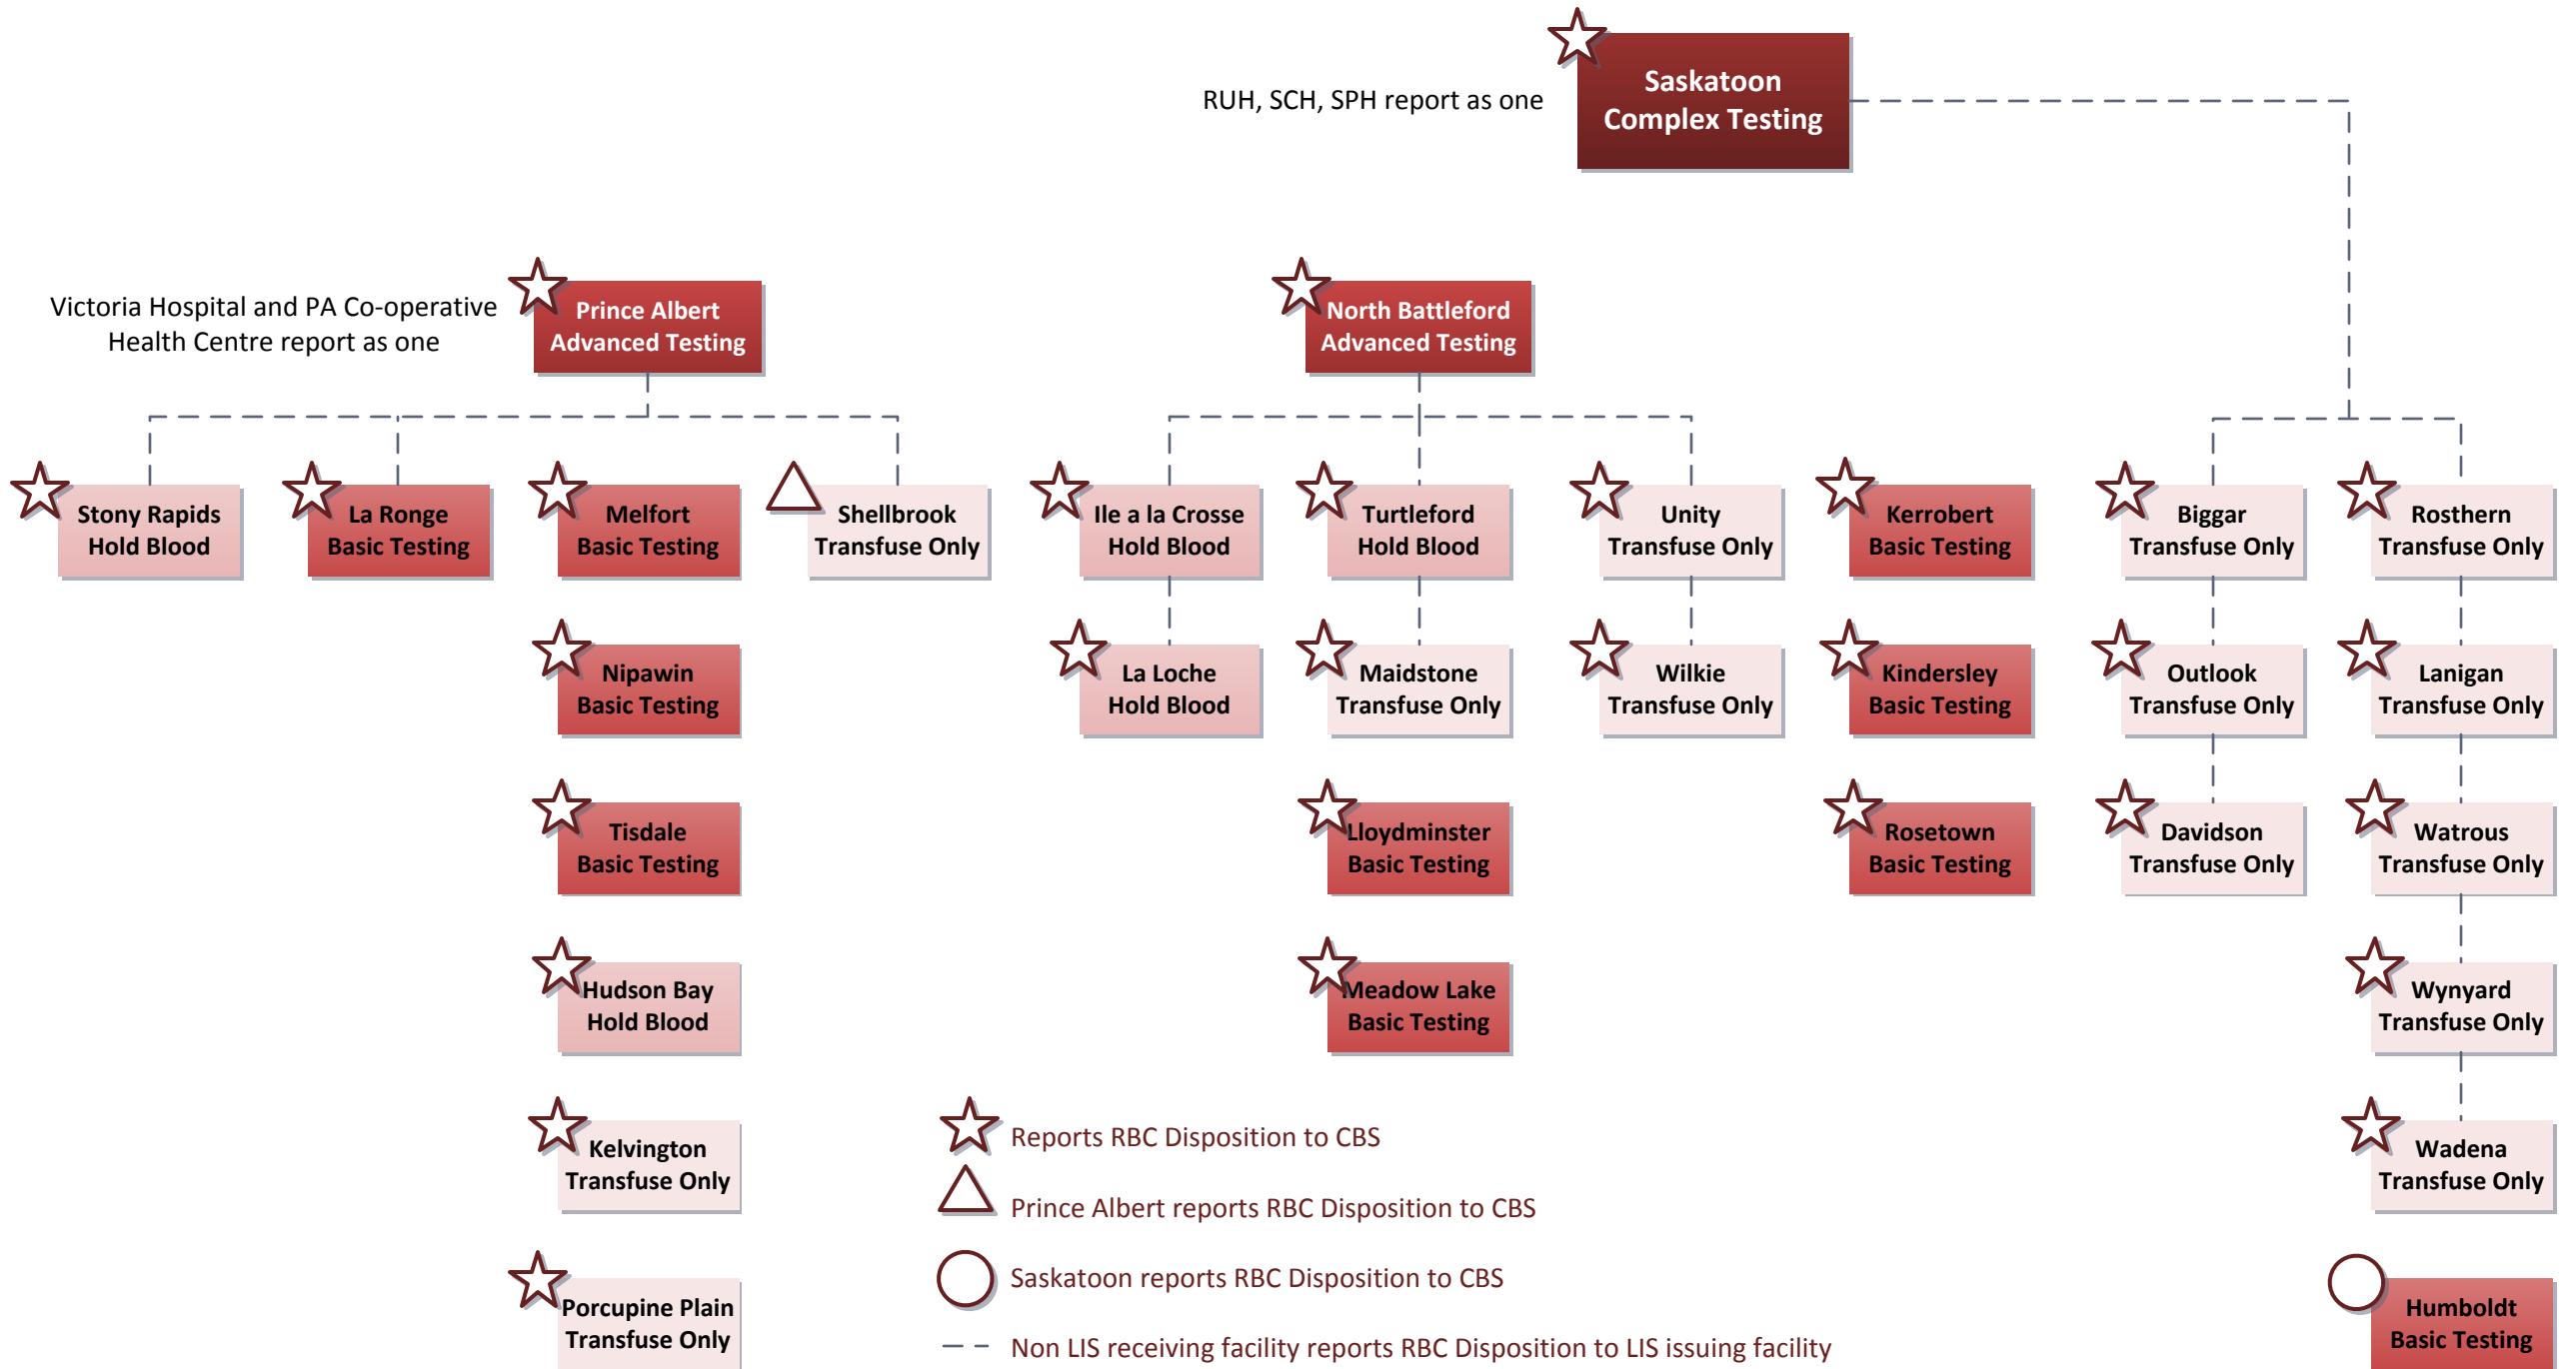 Saskatoon
Complex Testing
RUH, SCH, SPH report as one
Victoria Hospital and PA Co-operative
Health Centre report as one
Prince Albert
Advanced Testing
North Battleford
Advanced Testing
Stony Rapids
Hold Blood
La Ronge
Basic Testing
Melfort
Basic Testing
Shellbrook
Transfuse Only
Ile a la Crosse
Hold Blood
Turtleford
Hold Blood
Unity
Transfuse Only
Kerrobert
Basic Testing
Biggar
Transfuse Only
Rosthern
Transfuse Only
Nipawin
Basic Testing
La Loche
Hold Blood
Maidstone
Transfuse Only
Wilkie
Transfuse Only
Kindersley
Basic Testing
Outlook
Transfuse Only
Lanigan
Transfuse Only
Tisdale
Basic Testing
Lloydminster
Basic Testing
Rosetown
Basic Testing
Davidson
Transfuse Only
Watrous
Transfuse Only
Hudson Bay
Hold Blood
Meadow Lake
Basic Testing
Wynyard
Transfuse Only
Kelvington
Transfuse Only
Wadena
Transfuse Only
Porcupine Plain
Transfuse Only
Humboldt
Basic Testing
Reports RBC Disposition to CBS
Prince Albert reports RBC Disposition to CBS
Saskatoon reports RBC Disposition to CBS
Non LIS receiving facility reports RBC Disposition to LIS issuing facility